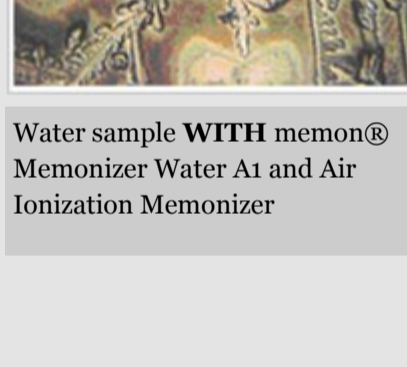 Water sample WITH memon®
Memonizer Water A1 and Air
Ionization Memonizer